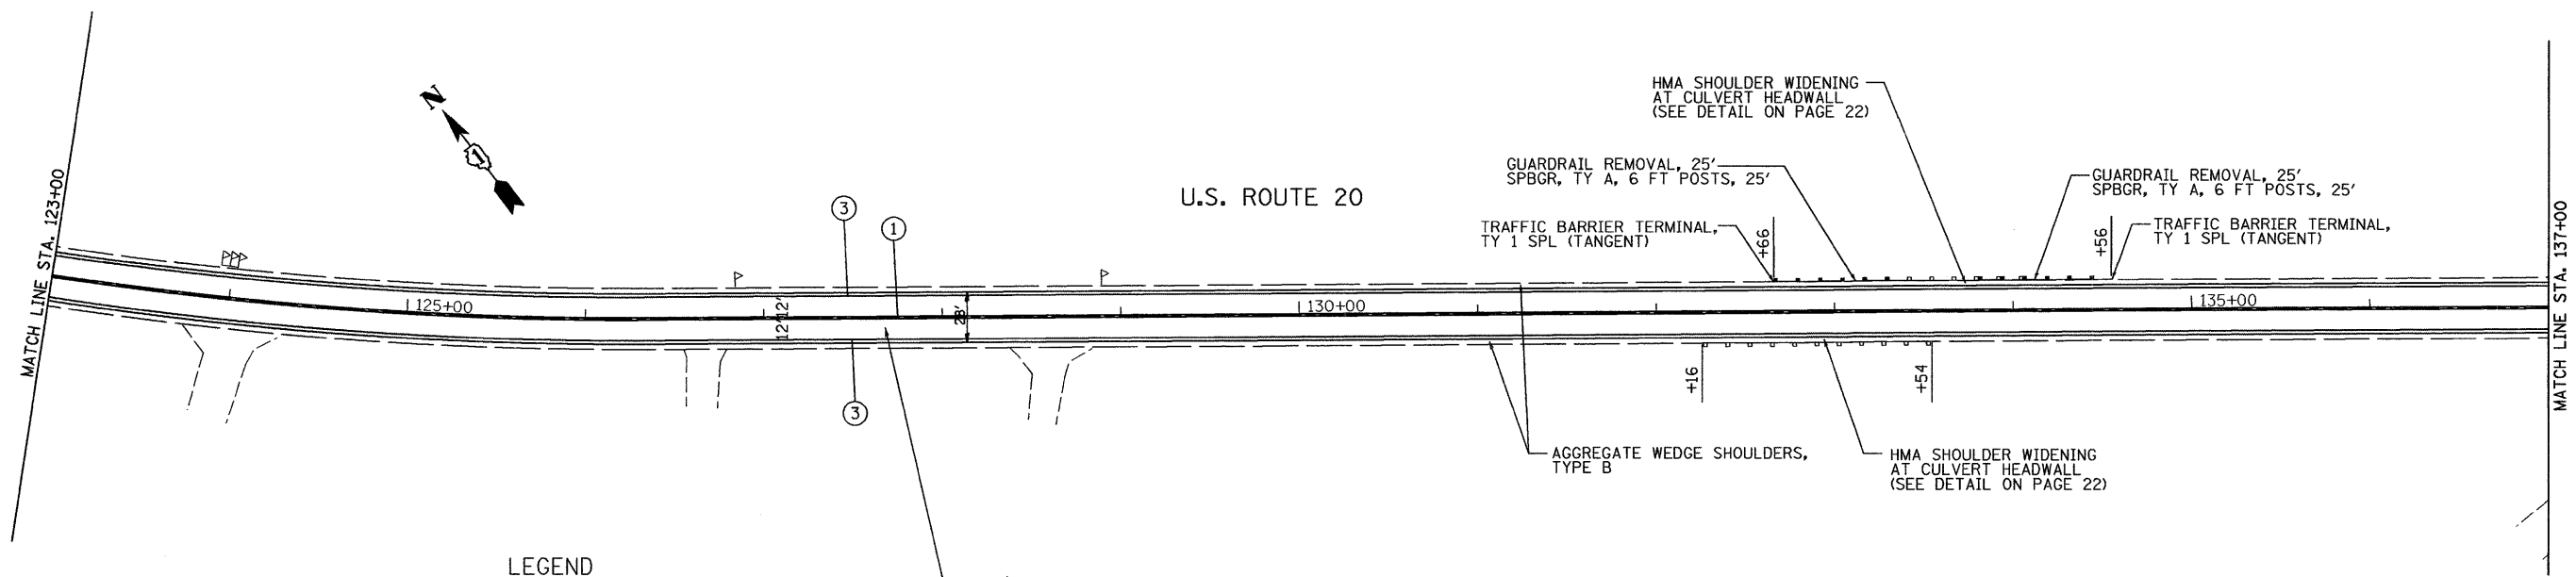 HMA SHOULDER WIDENING
AT CULVERT HEADWALL
(SEE DETAIL ON PAGE 22)
N
1
GUARDRAIL REMOVAL, 25'
SPBGR, TY A, 6 FT POSTS, 25'
GUARDRAIL REMOVAL, 25'
SPBGR, TY A, 6 FT POSTS, 25'
U.S. ROUTE 20
3
1
TRAFFIC BARRIER TERMINAL,
TY 1 SPL (TANGENT)
+66
+56
TRAFFIC BARRIER TERMINAL,
TY 1 SPL (TANGENT)
MATCH LINE STA. 123+00
MATCH LINE STA. 137+00
125+00
12'
12'
28'
130+00
135+00
+16
+54
3
AGGREGATE WEDGE SHOULDERS,
TYPE B
HMA SHOULDER WIDENING
AT CULVERT HEADWALL
(SEE DETAIL ON PAGE 22)
LEGEND